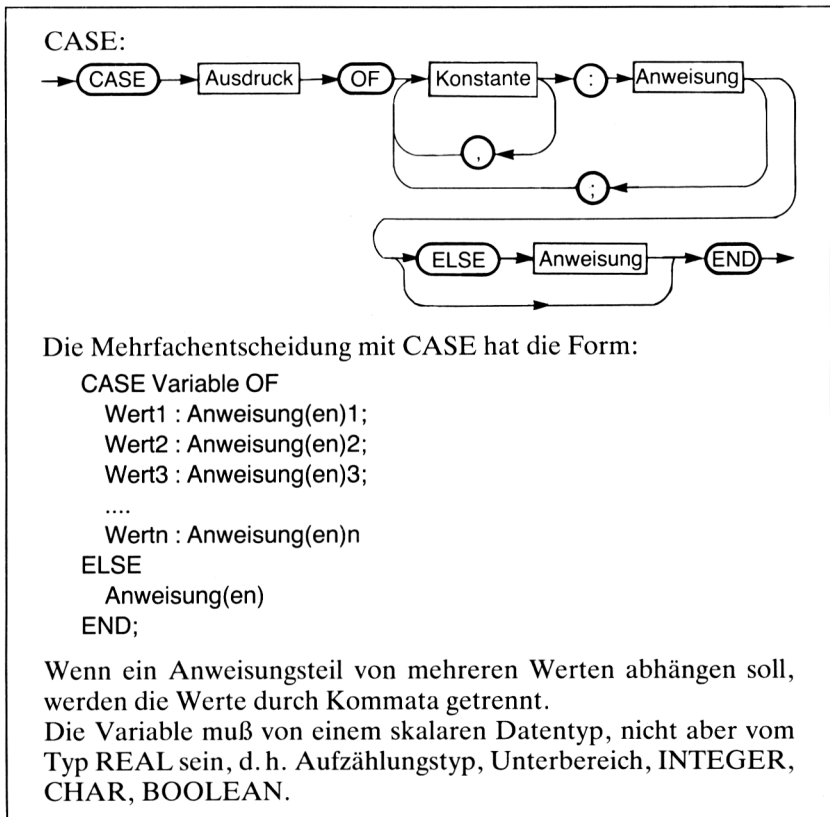 CASE:
CASE Ausdruck OF Konstante : Anweisung
,
;
ELSE Anweisung END
Die Mehrfachentscheidung mit CASE hat die Form:
CASE Variable OF
Wert1 : Anweisung(en)1;
Wert2 : Anweisung(en)2;
Wert3 : Anweisung(en)3;
....
Wertn : Anweisung(en)n
ELSE
Anweisung(en)
END;
Wenn ein Anweisungsteil von mehreren Werten abhängen soll,
werden die Werte durch Kommata getrennt.
Die Variable muß von einem skalaren Datentyp, nicht aber vom
Typ REAL sein, d. h. Aufzählungstyp, Unterbereich, INTEGER,
CHAR, BOOLEAN.